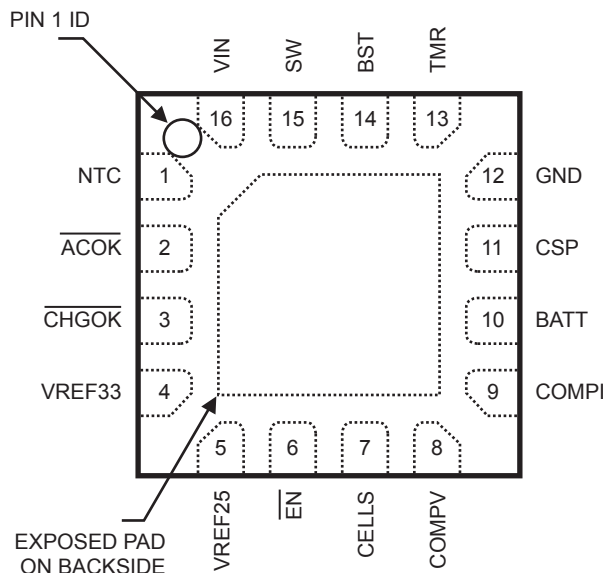 PIN 1 ID
VIN
SW
BST
TMR
16
15
14
13
NTC
1
12
GND
ACOK
2
11
CSP
CHGOK
3
10
BATT
VREF33
4
9
COMPI
5
6
7
8
VREF25
EN
CELLS
COMPV
EXPOSED PAD
ON BACKSIDE